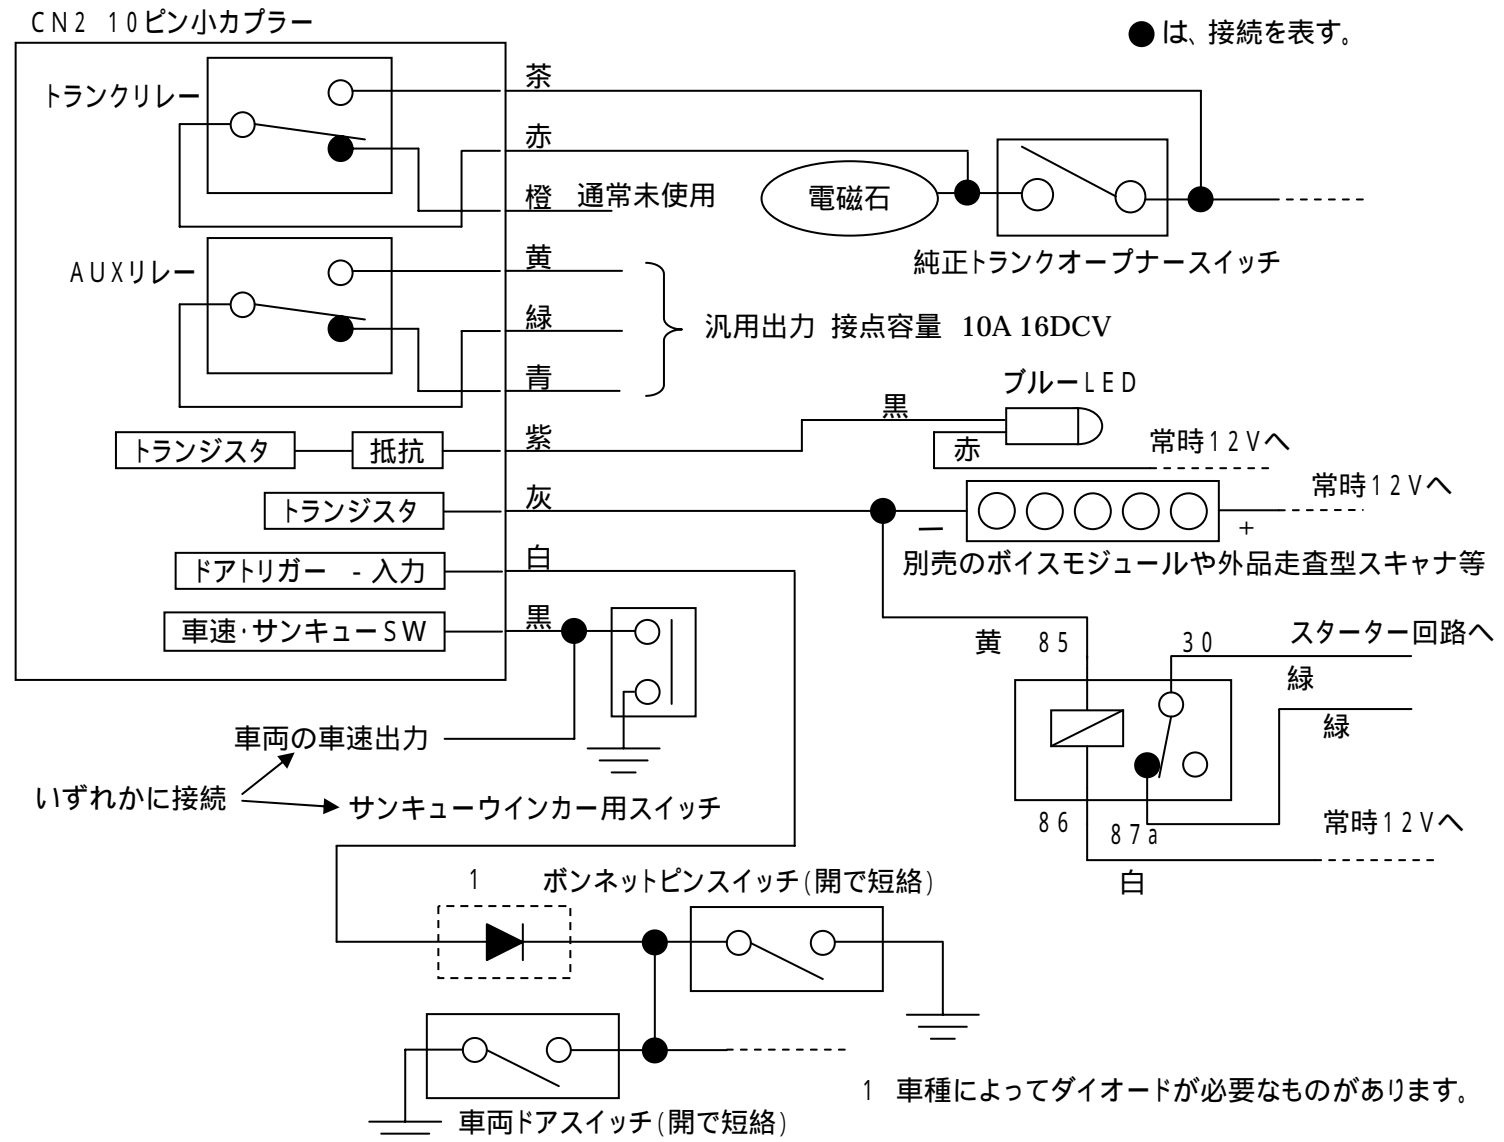 CN2 10ピン小カプラー
●は、接続を表す。
トランクリレー
茶
赤
橙 通常未使用
電磁石
純正トランクオープナースイッチ
AUXリレー
黄
緑
青
汎用出力 接点容量 10A 16DCV
ブルーLED
黒
赤
常時12Vへ
トランジスタ
抵抗
紫
トランジスタ
灰
常時12Vへ
- +
別売のボイスモジュールや外品走査型スキャナ等
ドアトリガー -入力
白
車速・サンキューSW
黒
黄 85
30
スターター回路へ
緑
緑
86
87a
常時12Vへ
白
車両の車速出力
いずれかに接続
サンキューウインカー用スイッチ
1
ボンネットピンスイッチ(開で短絡)
車両ドアスイッチ(開で短絡)
1 車種によってダイオードが必要なものがあります。